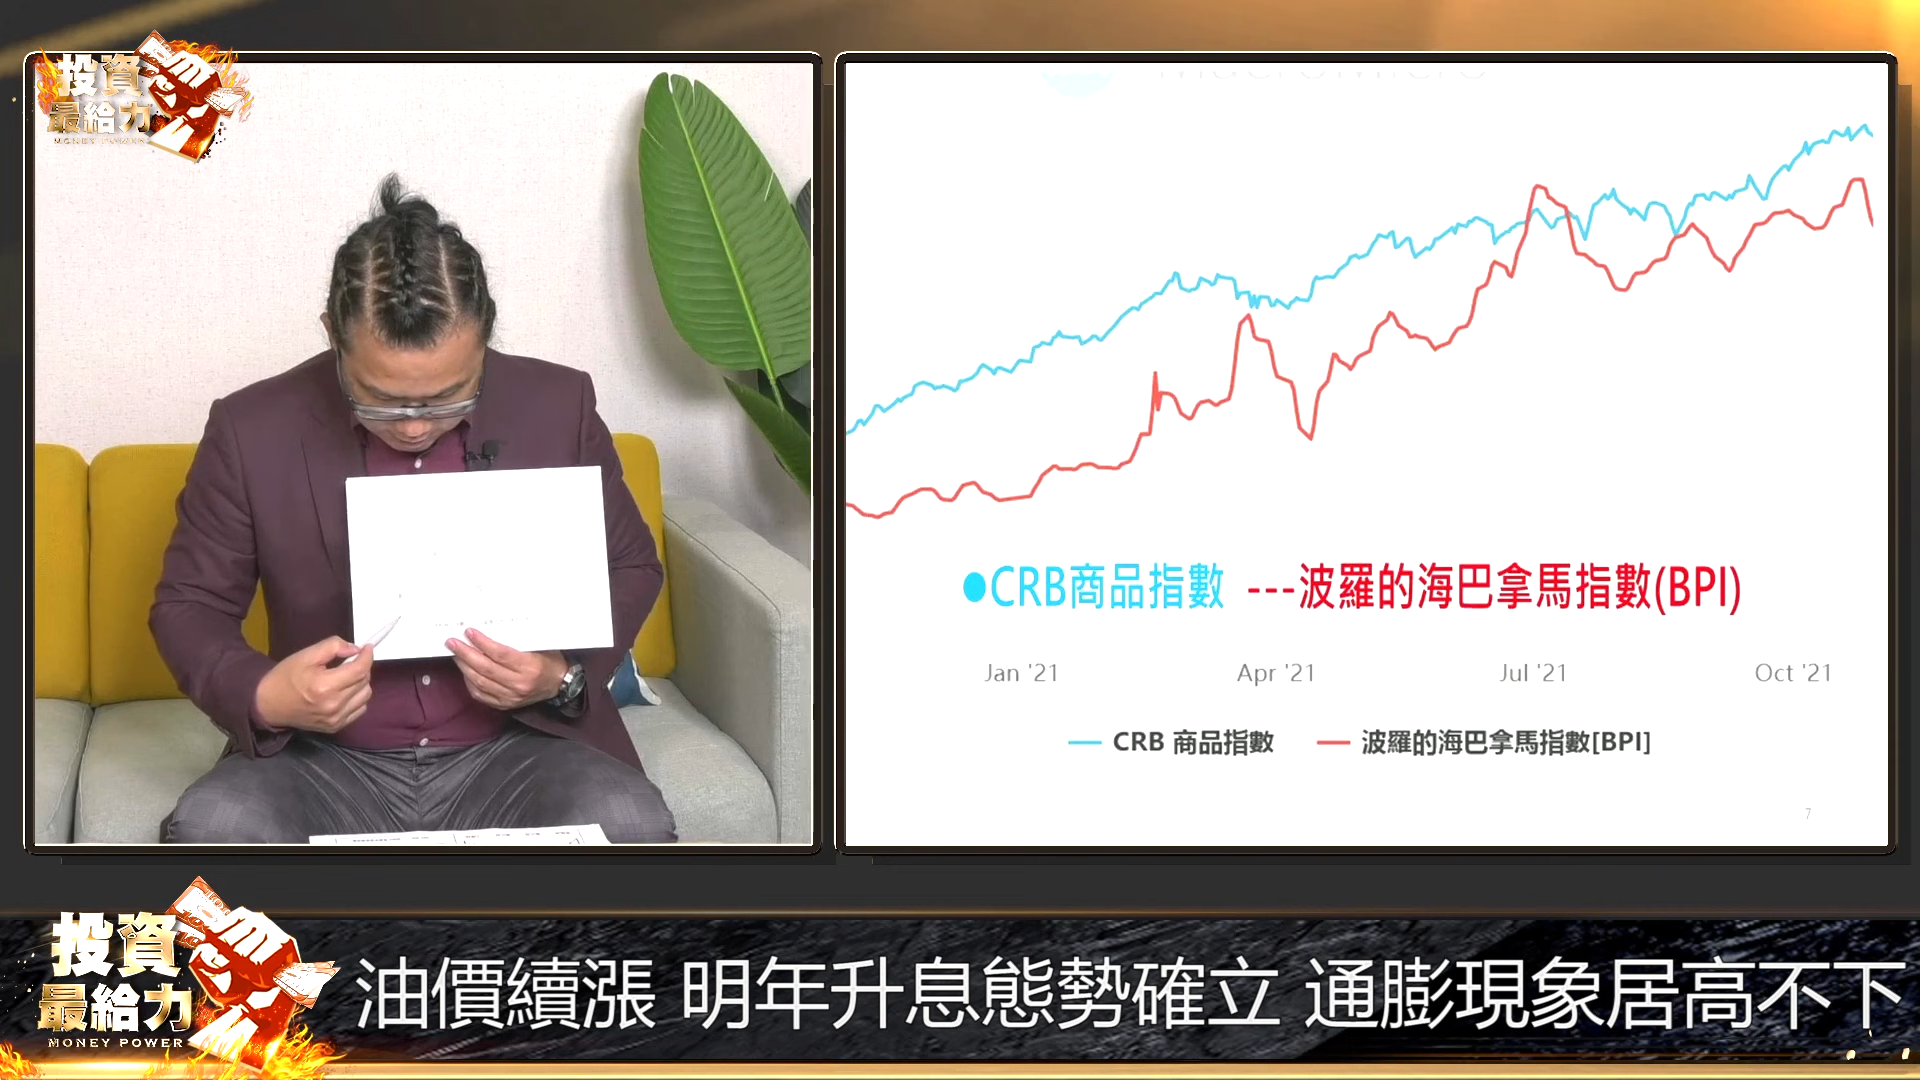 投資
最給力
MONEY POWER
MacroMicro
●CRB商品指數 ---波羅的海巴拿馬指數(BPI)
Jan '21 Apr '21 Jul '21 Oct '21
CRB 商品指數 波羅的海巴拿馬指數[BPI]
7
投資
最給力
MONEY POWER
油價續漲 明年升息態勢確立 通膨現象居高不下